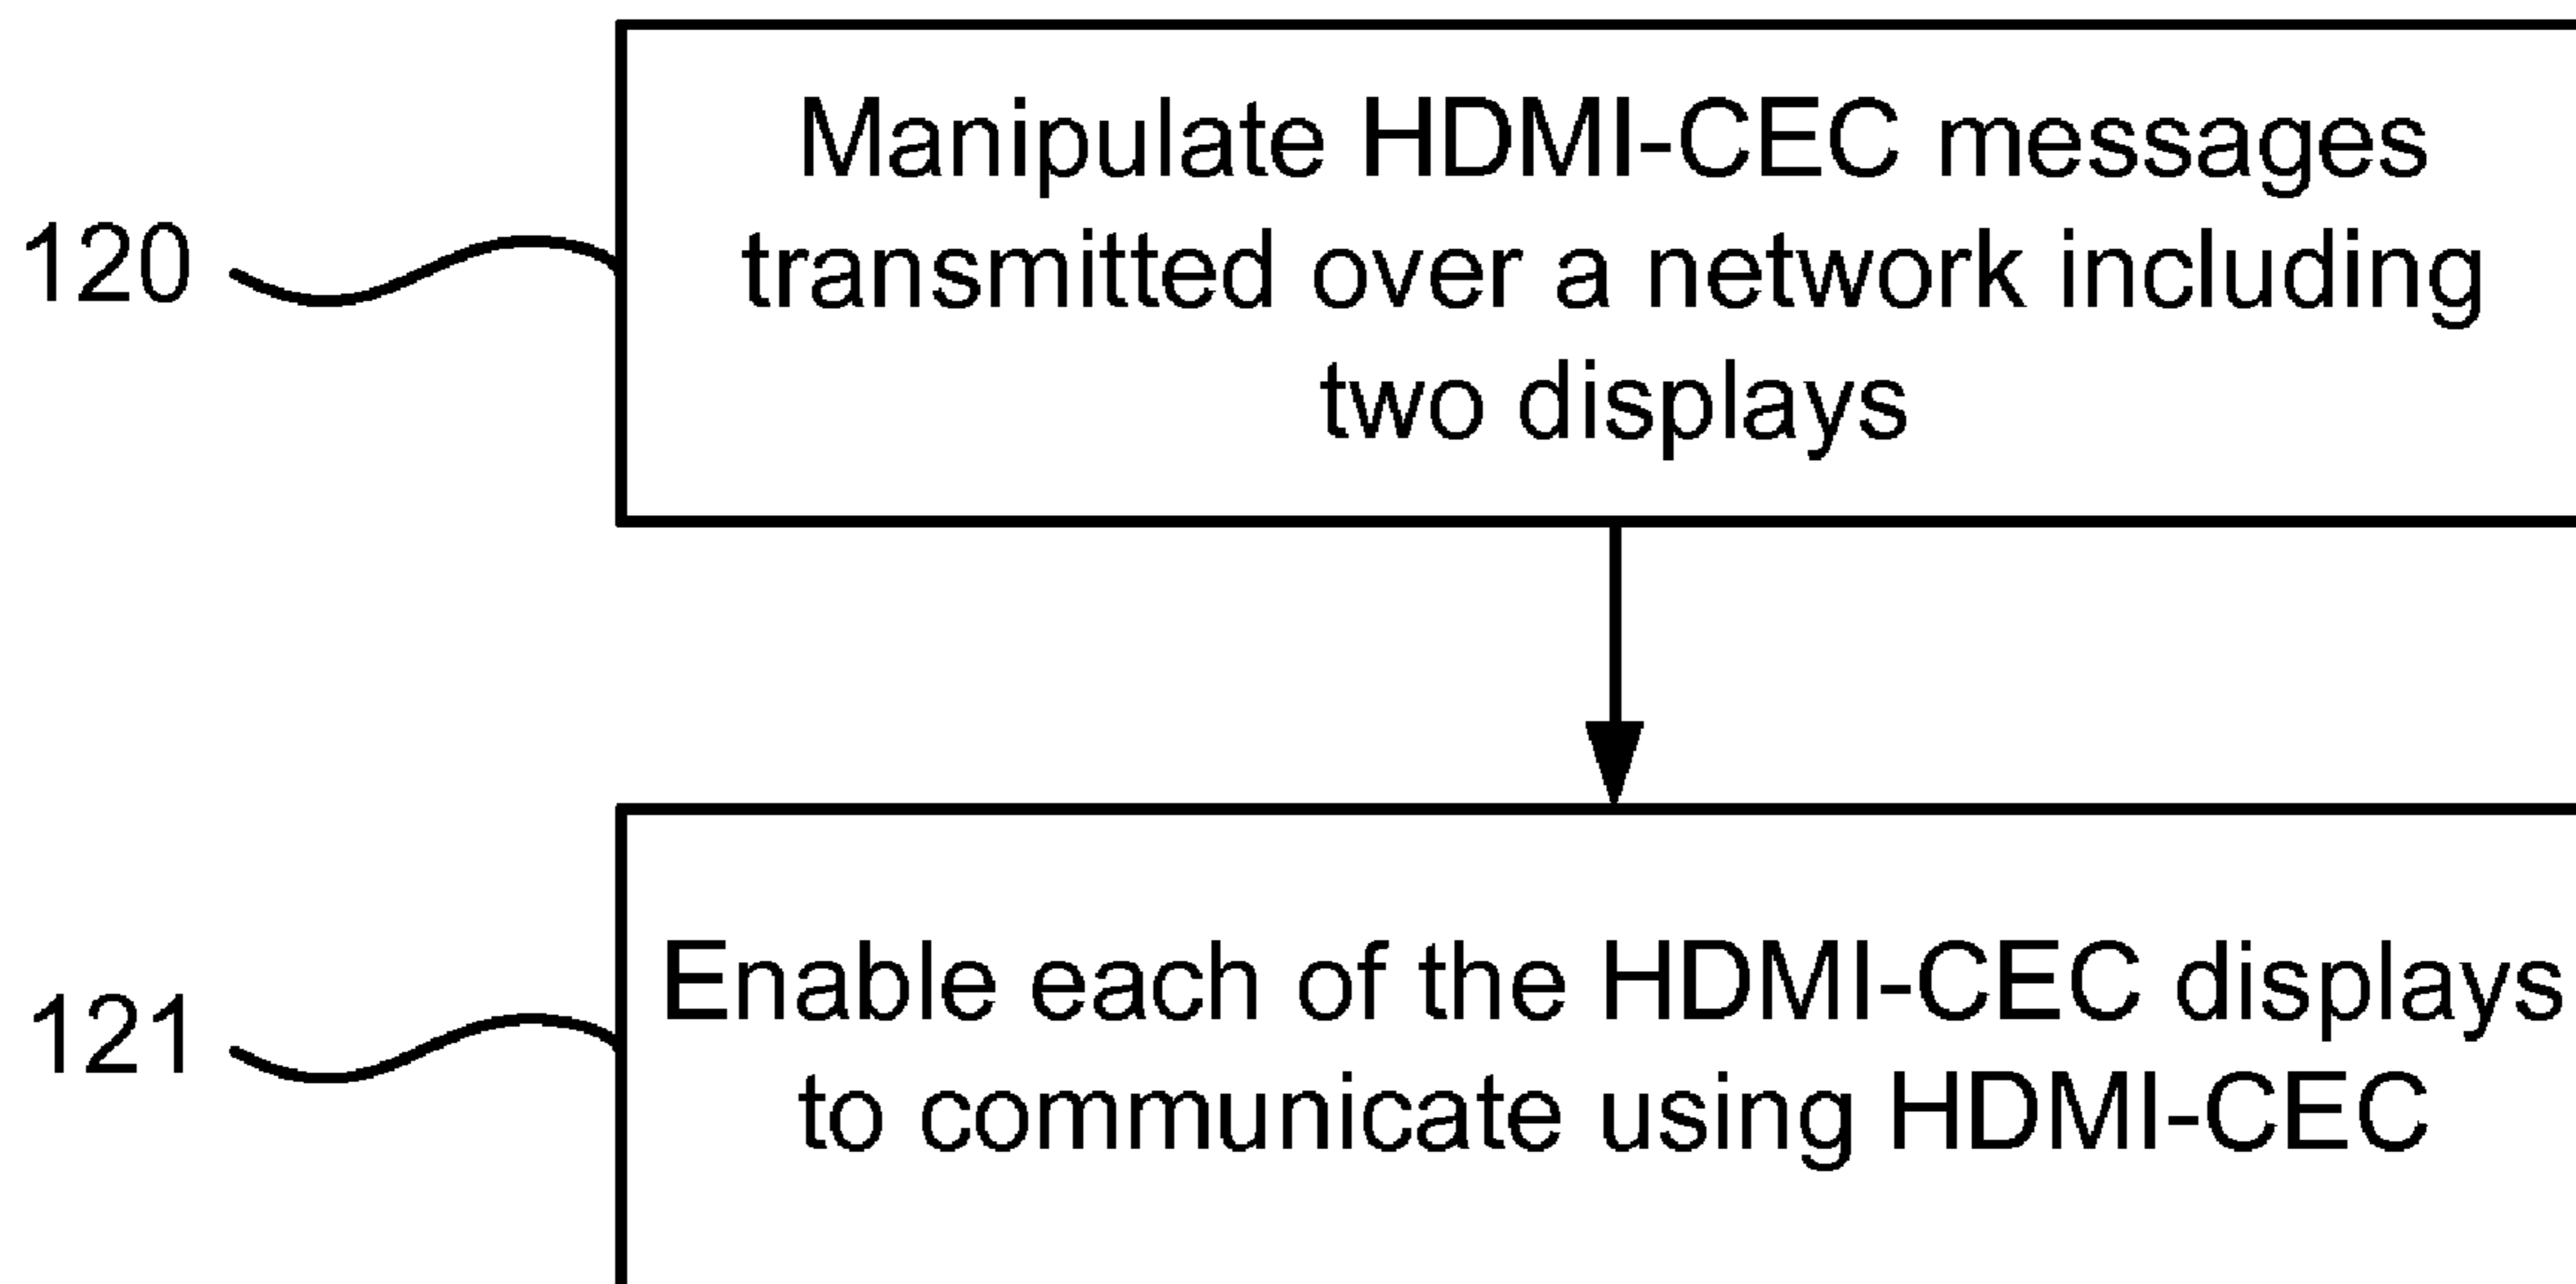 Manipulate HDMI-CEC messages
120
transmitted over a network including
two displays
Enable each of the HDMI-CEC displays
121
to communicate using HDMI-CEC